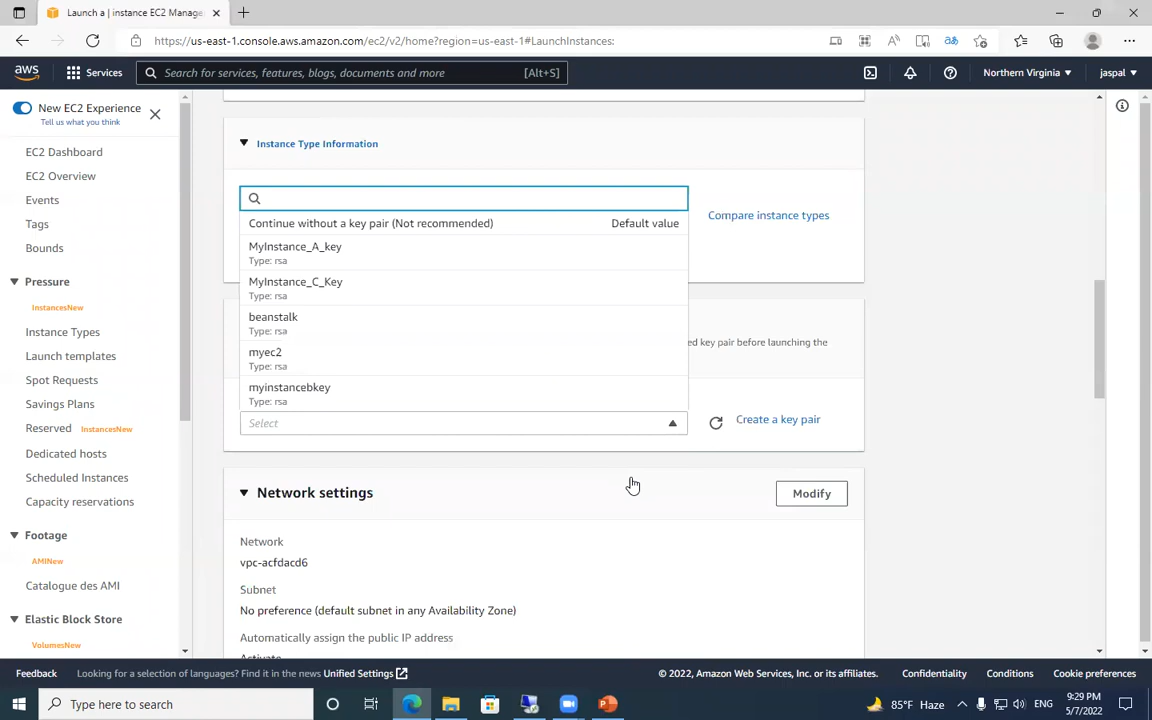 Launch a | instance EC2 Manage
https://us-east-1.console.aws.amazon.com/ec2/v2/home?region=us-east-1#LaunchInstances:
aws
Services
Search for services, features, blogs, documents and more
[Alt+S]
Northern Virginia
jaspal
New EC2 Experience
Tell us what you think
EC2 Dashboard
EC2 Overview
Events
Tags
Bounds
Pressure
InstancesNew
Instance Types
Launch templates
Spot Requests
Savings Plans
Reserved InstancesNew
Dedicated hosts
Scheduled Instances
Capacity reservations
Footage
AMINew
Catalogue des AMI
Elastic Block Store
VolumesNew
Instance Type Information
Continue without a key pair (Not recommended) Default value
MyInstance_A_key
Type: rsa
MyInstance_C_Key
Type: rsa
beanstalk
Type: rsa
myec2
Type: rsa
myinstancebkey
Type: rsa
Select
Compare instance types
ed key pair before launching the
Create a key pair
Network settings
Modify
Network
vpc-acfdacd6
Subnet
No preference (default subnet in any Availability Zone)
Automatically assign the public IP address
Activate
Feedback
Looking for a selection of languages? Find it in the news Unified Settings
© 2022, Amazon Web Services, Inc. or its affiliates.
Confidentiality
Conditions
Cookie preferences
Type here to search
85°F Haze
ENG
9:29 PM
5/7/2022